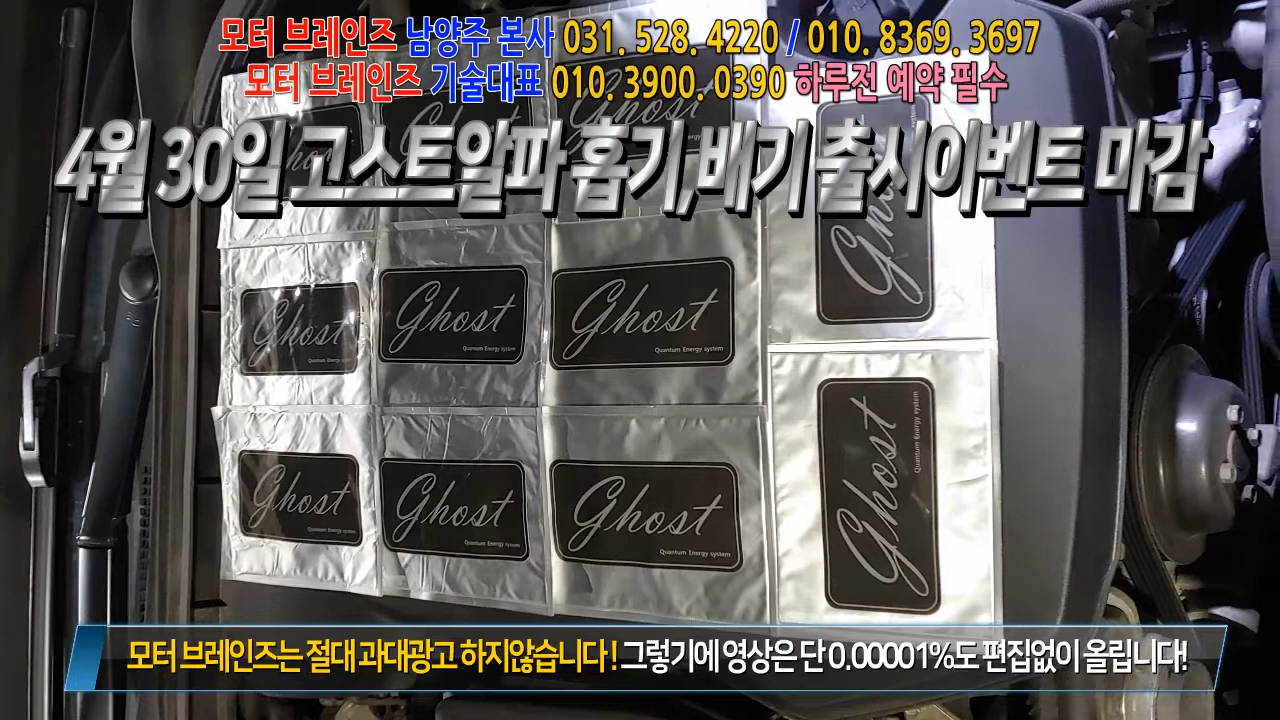 모터 브레인즈 남양주 본사 031. 528. 4220 / 010. 8369. 3697
모터 브레인즈 기술대표 010. 3900. 0390 하루전 예약 필수
4월 30일 고스트알파 흡기,배기 출시이벤트 마감
Ghost
Ghost
Quantum Energy system
Ghost
Quantum Energy system
Ghost
Quantum Energy system
Ghost
Quantum Energy system
Ghost
Quantum Energy system
Ghost
Quantum Energy system
Ghost
Quantum Energy system
Ghost
Quantum Energy system
모터 브레인즈는 절대 과대광고 하지않습니다! 그렇기에 영상은 단 0.00001%도 편집없이 올립니다!